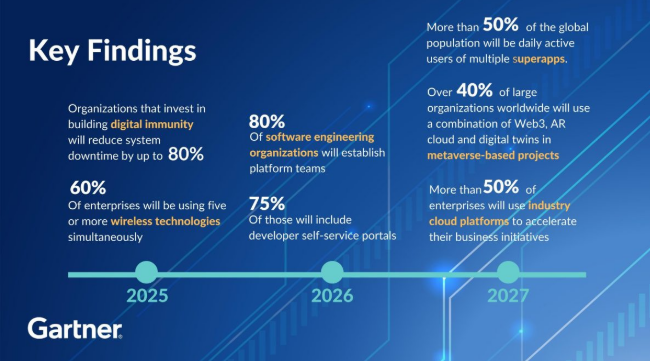 Key Findings
Organizations that invest in
building digital immunity
will reduce system
downtime by up to 80%
60%
Of enterprises will be using five
or more wireless technologies
simultaneously
80%
Of software engineering
organizations will establish
platform teams
75%
Of those will include
developer self-service portals
More than 50% of the global
population will be daily active
users of multiple superapps.
Over 40% of large
organizations worldwide will use
a combination of Web3, AR
cloud and digital twins in
metaverse-based projects
More than 50% of
enterprises will use industry
cloud platforms to accelerate
their business initiatives
2025
2026
2027
Gartner®